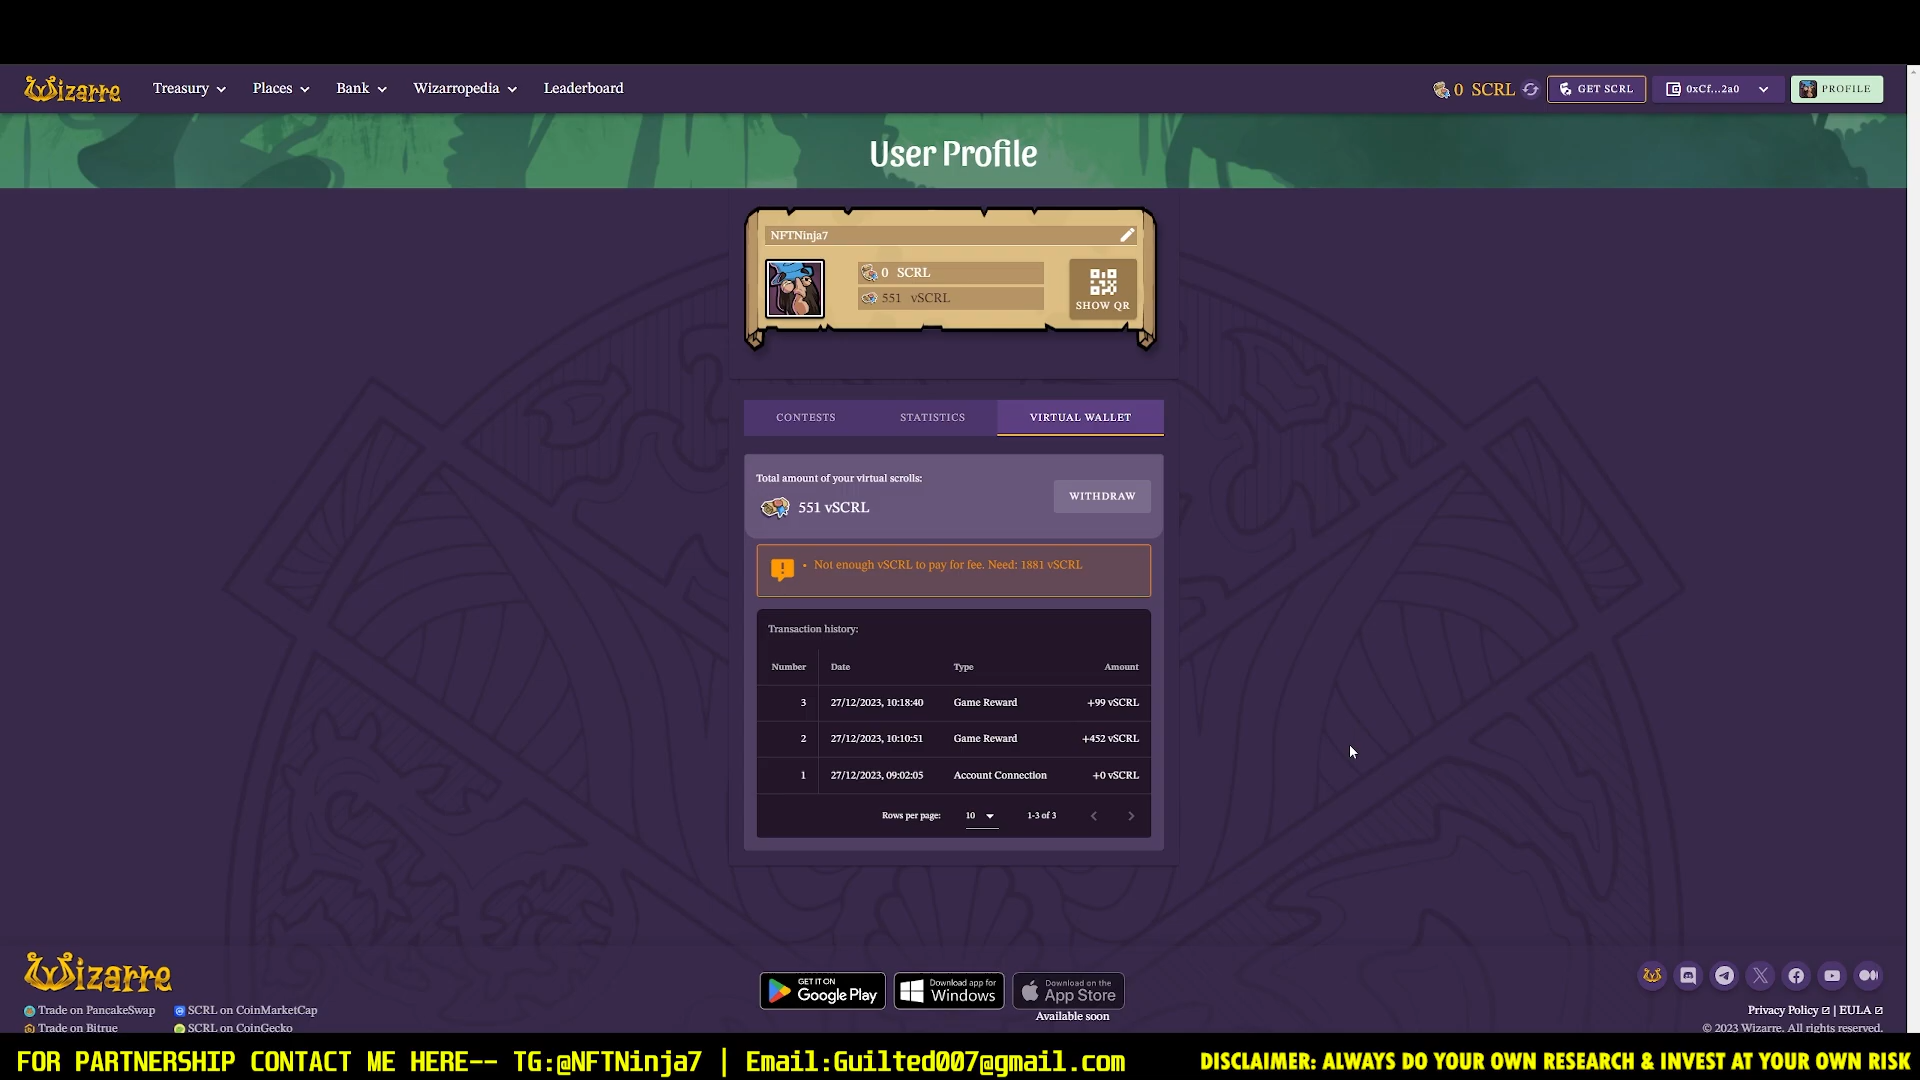 Wizarre Treasury Places Bank Wizarropedia Leaderboard 0 SCRL GET SCRL 0xCf...2a0 PROFILE
User Profile
NFTNinja7
0 SCRL
551 vSCRL
SHOW QR
CONTESTS STATISTICS VIRTUAL WALLET
Total amount of your virtual scrolls:
551 vSCRL
WITHDRAW
• Not enough vSCRL to pay for fee. Need: 1881 vSCRL
Transaction history:
Number Date Type Amount
3 27/12/2023, 10:18:40 Game Reward +99 vSCRL
2 27/12/2023, 10:10:51 Game Reward +452 vSCRL
1 27/12/2023, 09:02:05 Account Connection +0 vSCRL
Rows per page: 10 1-3 of 3
Wizarre
Trade on PancakeSwap SCRL on CoinMarketCap
Trade on Bitrue SCRL on CoinGecko
GET IT ON
Google Play
Download app for
Windows
Download on the
App Store
Available soon
Privacy Policy | EULA
© 2023 Wizarre. All rights reserved.
FOR PARTNERSHIP CONTACT ME HERE-- TG:@NFTNinja7 | Email:Guilted007@gmail.com
DISCLAIMER: ALWAYS DO YOUR OWN RESEARCH & INVEST AT YOUR OWN RISK